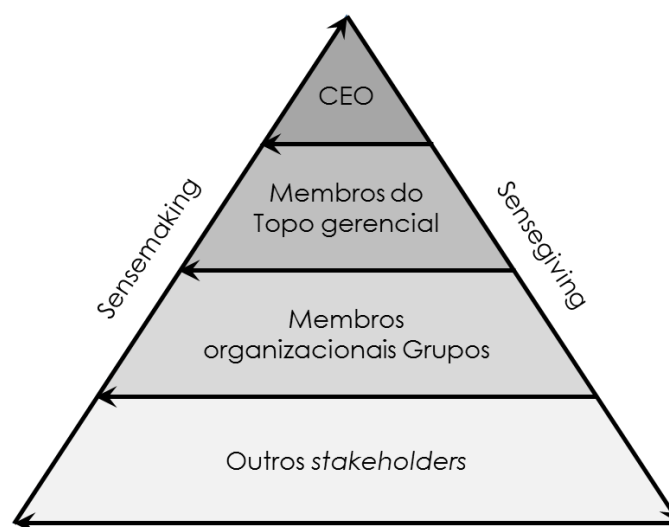 CEO
Sensemaking
Membros do
Topo gerencial
Sensegiving
Membros
organizacionais Grupos
Outros stakeholders